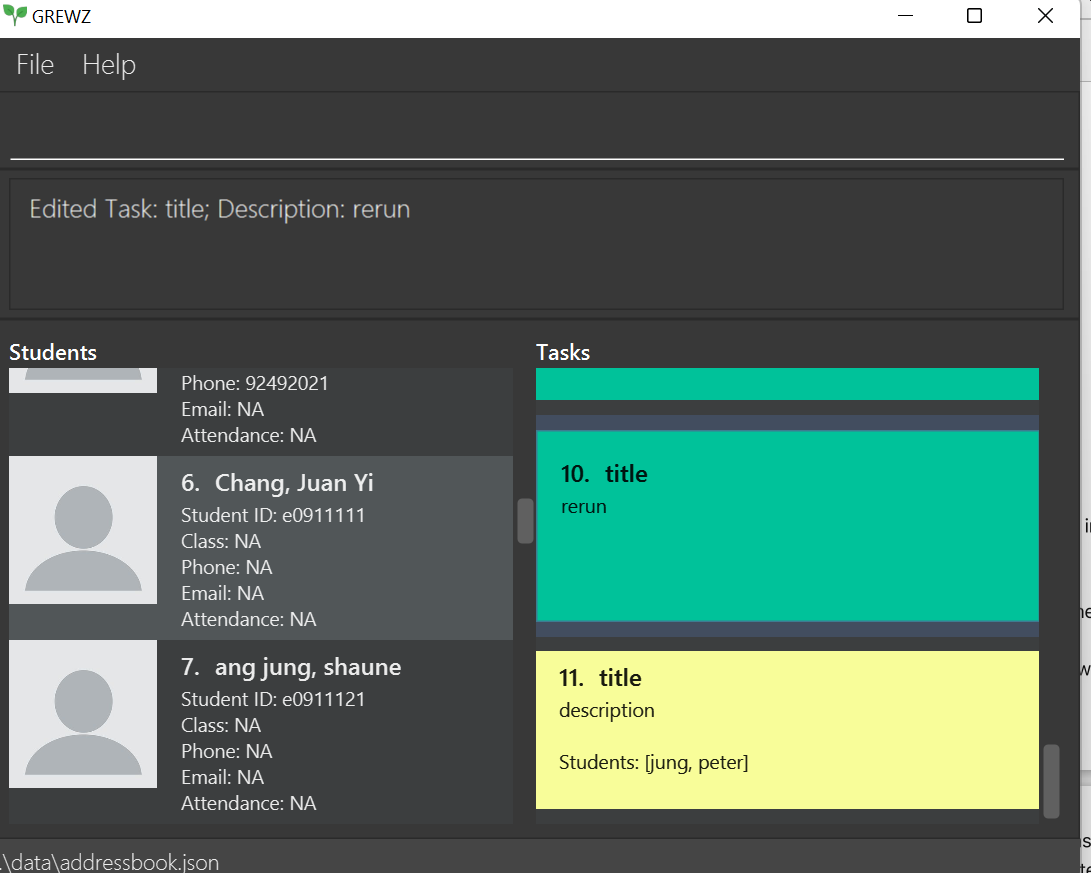 GREWZ
File Help
Edited Task: title; Description: rerun
Students
Phone: 92492021
Email: NA
Attendance: NA
6. Chang, Juan Yi
Student ID: e0911111
Class: NA
Phone: NA
Email: NA
Attendance: NA
7. ang jung, shaune
Student ID: e0911121
Class: NA
Phone: NA
Email: NA
Attendance: NA
Tasks
10. title
rerun
11. title
description
Students: [jung, peter]
.\data\addressbook.json